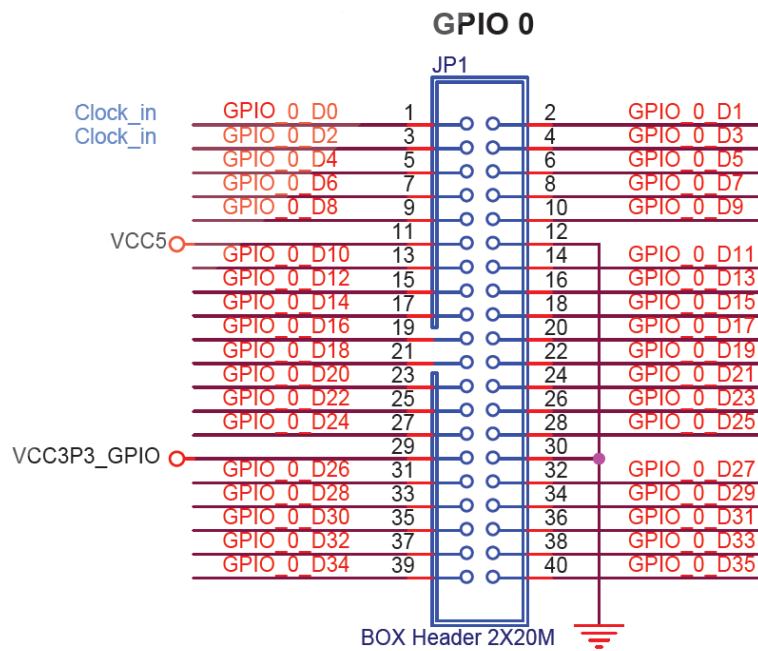 GPIO 0
JP1
Clock_in GPIO_0_D0 1 2 GPIO_0_D1
Clock_in GPIO_0_D2 3 4 GPIO_0_D3
GPIO_0_D4 5 6 GPIO_0_D5
GPIO_0_D6 7 8 GPIO_0_D7
GPIO_0_D8 9 10 GPIO_0_D9
VCC5 11 12
GPIO_0_D10 13 14 GPIO_0_D11
GPIO_0_D12 15 16 GPIO_0_D13
GPIO_0_D14 17 18 GPIO_0_D15
GPIO_0_D16 19 20 GPIO_0_D17
GPIO_0_D18 21 22 GPIO_0_D19
GPIO_0_D20 23 24 GPIO_0_D21
GPIO_0_D22 25 26 GPIO_0_D23
GPIO_0_D24 27 28 GPIO_0_D25
VCC3P3_GPIO 29 30
GPIO_0_D26 31 32 GPIO_0_D27
GPIO_0_D28 33 34 GPIO_0_D29
GPIO_0_D30 35 36 GPIO_0_D31
GPIO_0_D32 37 38 GPIO_0_D33
GPIO_0_D34 39 40 GPIO_0_D35
BOX Header 2X20M